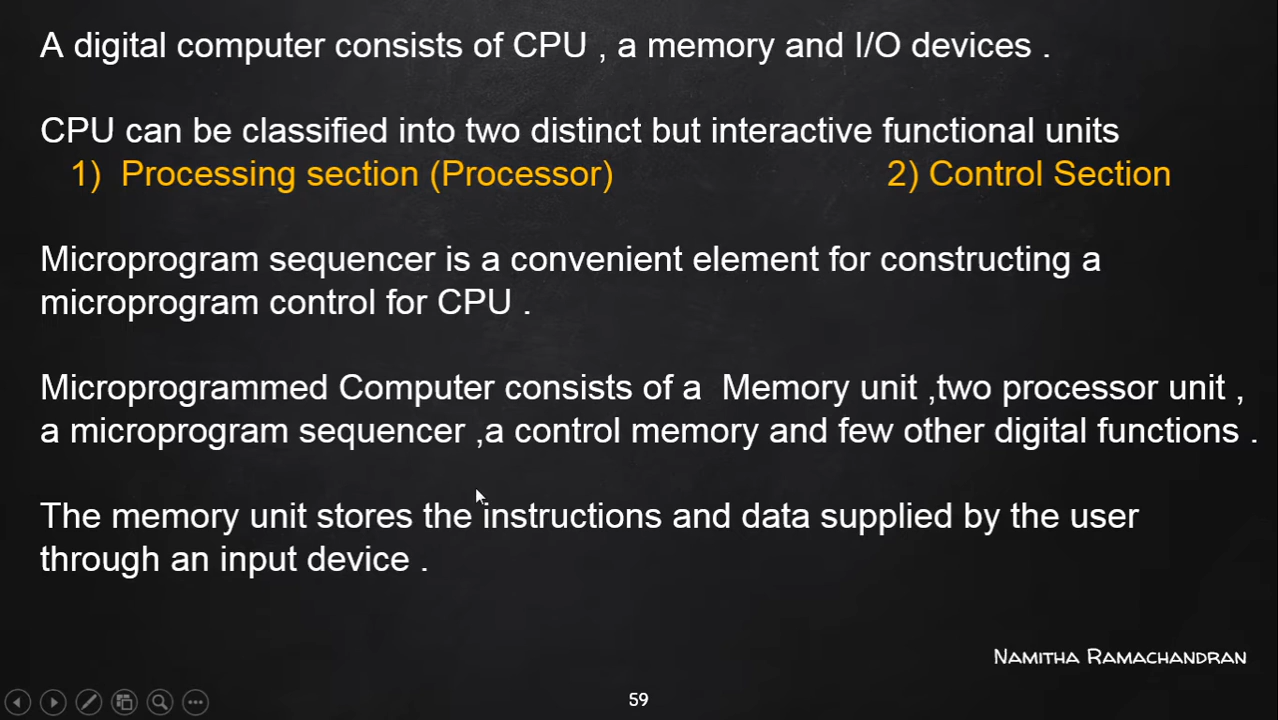 A digital computer consists of CPU , a memory and I/O devices .
CPU can be classified into two distinct but interactive functional units
1) Processing section (Processor) 2) Control Section
Microprogram sequencer is a convenient element for constructing a
microprogram control for CPU .
Microprogrammed Computer consists of a Memory unit ,two processor unit ,
a microprogram sequencer ,a control memory and few other digital functions .
The memory unit stores the instructions and data supplied by the user
through an input device .
Namitha Ramachandran
59